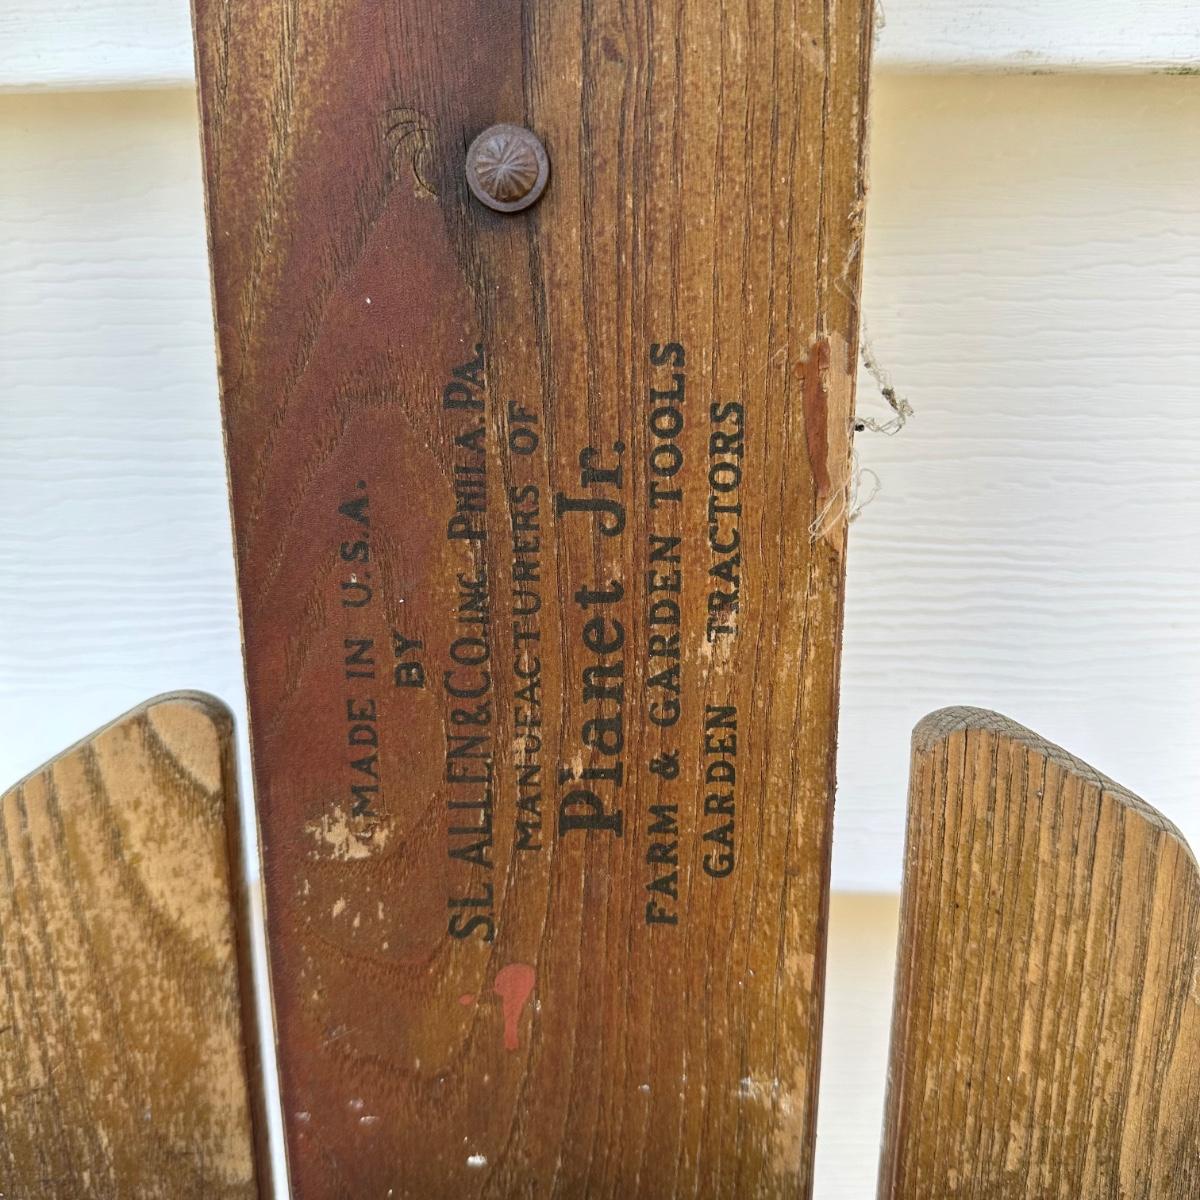 MADE IN U.S.A.
BY
S L ALLEN & CO. INC. PHILA. PA.
MANUFACTURERS OF
Planet Jr.
FARM & GARDEN TOOLS
GARDEN TRACTORS